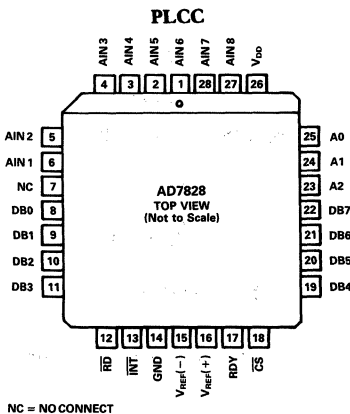 PLCC
AIN 3 AIN 4 AIN 5 AIN 6 AIN 7 AIN 8 VDD
4 3 2 1 28 27 26
AIN 2 5
AIN 1 6
NC 7
DB0 8
DB1 9
DB2 10
DB3 11
AD7828
TOP VIEW
(Not to Scale)
25 A0
24 A1
23 A2
22 DB7
21 DB6
20 DB5
19 DB4
12 13 14 15 16 17 18
R̅D̅ I̅N̅T̅ GND VREF(−) VREF(+) RDY C̅S̅
NC = NO CONNECT